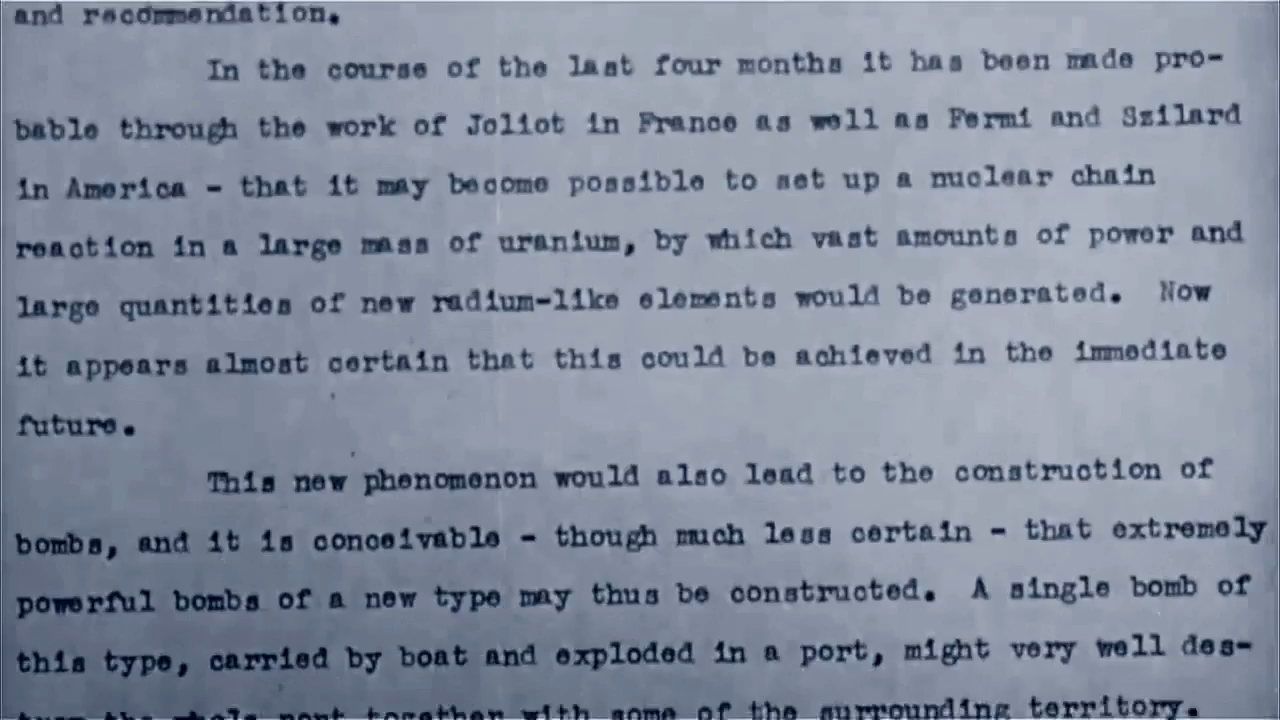 and recommendation.
In the course of the last four months it has been made pro-
bable through the work of Joliot in France as well as Fermi and Szilard
in America - that it may become possible to set up a nuclear chain
reaction in a large mass of uranium, by which vast amounts of power and
large quantities of new radium-like elements would be generated.  Now
it appears almost certain that this could be achieved in the immediate
future.
This new phenomenon would also lead to the construction of
bombs, and it is conceivable - though much less certain - that extremely
powerful bombs of a new type may thus be constructed.  A single bomb of
this type, carried by boat and exploded in a port, might very well des-
troy the whole port together with some of the surrounding territory.